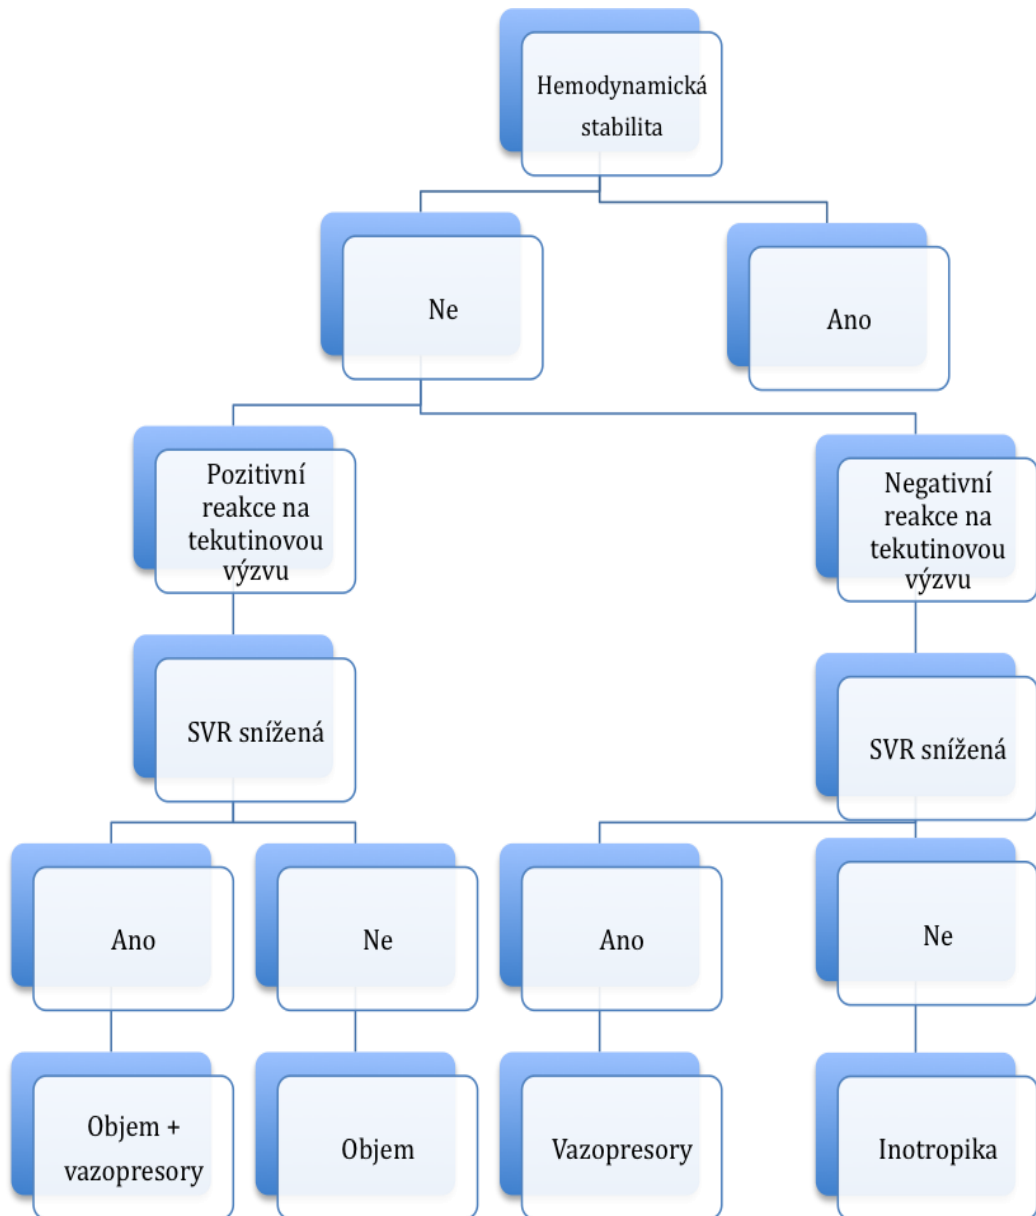 Hemodynamická
stabilita
Ne
Ano
Pozitivní
reakce na
tekutinovou
výzvu
Negativní
reakce na
tekutinovou
výzvu
SVR snížená
SVR snížená
Ano
Ne
Ano
Ne
Objem +
vazopresory
Objem
Vazopresory
Inotropika